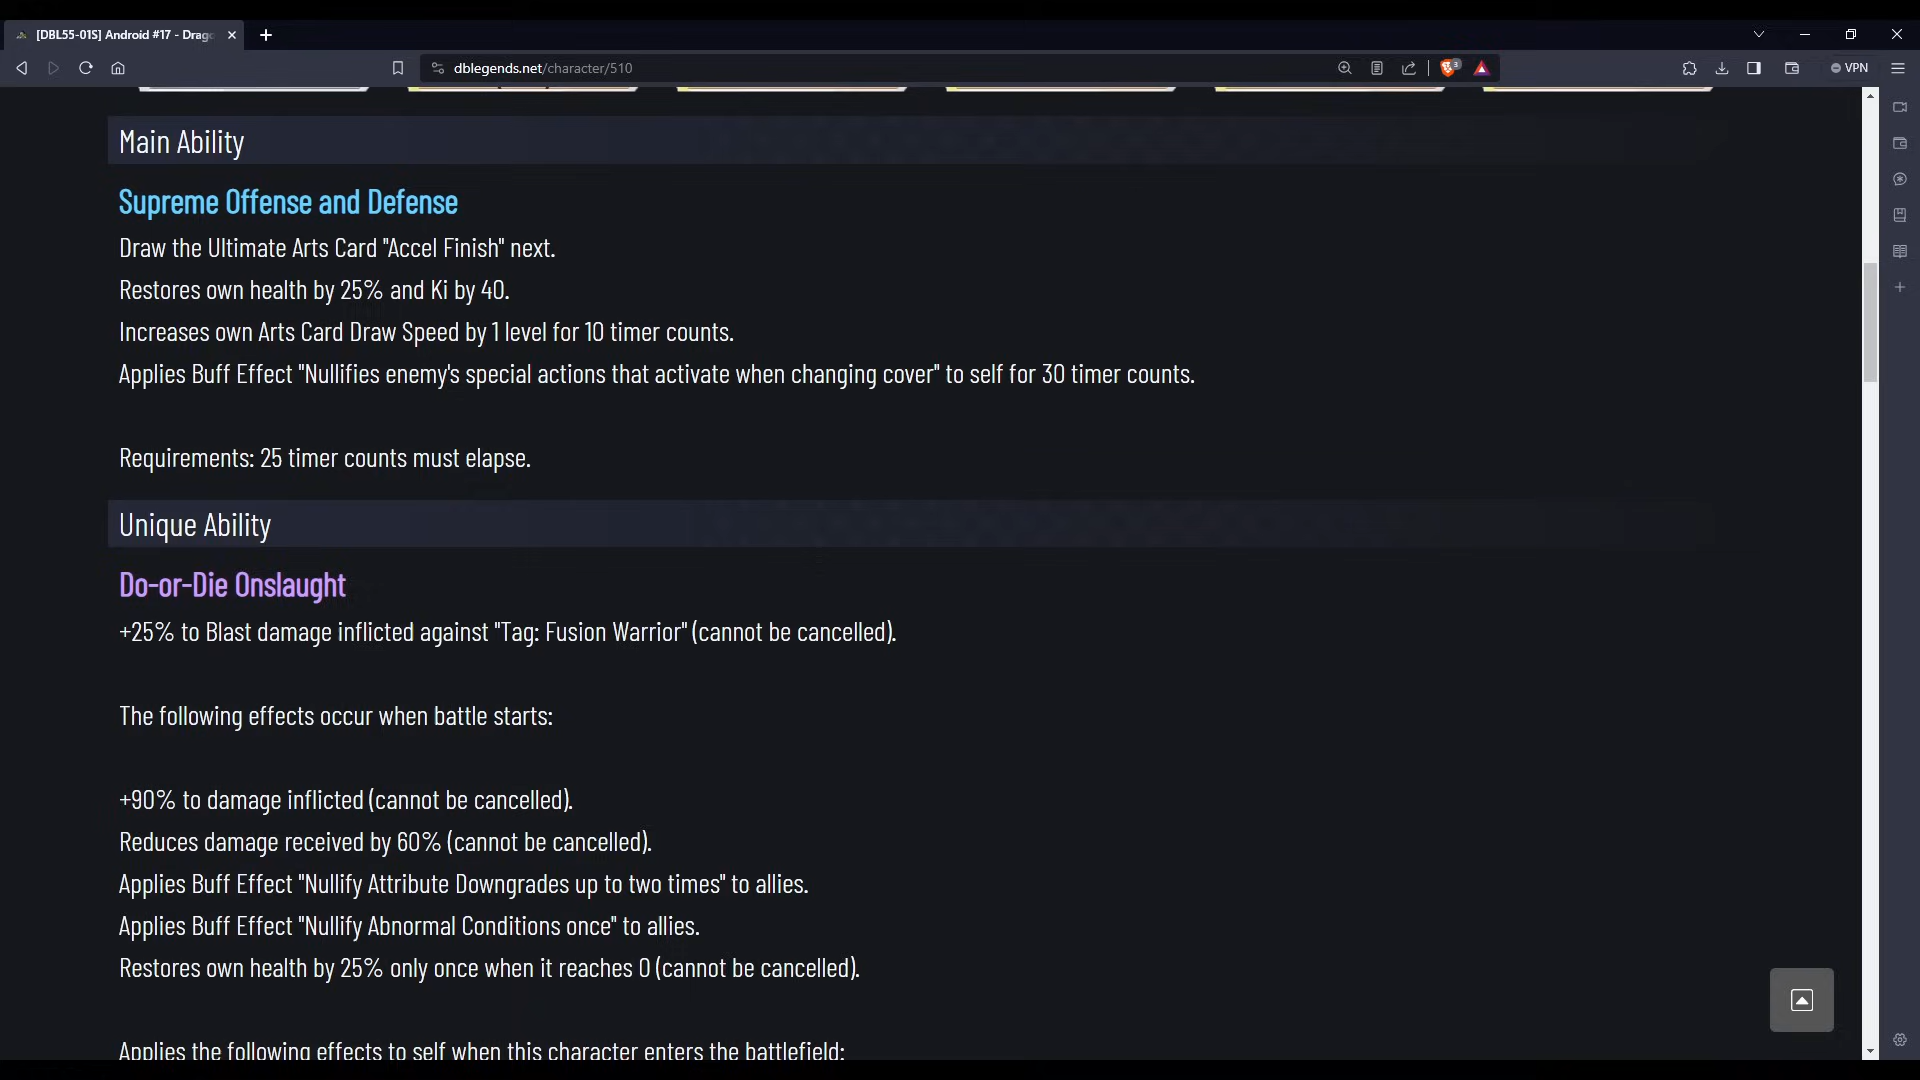 [DBL55-01S] Android #17 - Drag
dblegends.net/character/510
3
VPN
Main Ability
Supreme Offense and Defense
Draw the Ultimate Arts Card "Accel Finish" next.
Restores own health by 25% and Ki by 40.
Increases own Arts Card Draw Speed by 1 level for 10 timer counts.
Applies Buff Effect "Nullifies enemy's special actions that activate when changing cover" to self for 30 timer counts.
Requirements: 25 timer counts must elapse.
Unique Ability
Do-or-Die Onslaught
+25% to Blast damage inflicted against "Tag: Fusion Warrior" (cannot be cancelled).
The following effects occur when battle starts:
+90% to damage inflicted (cannot be cancelled).
Reduces damage received by 60% (cannot be cancelled).
Applies Buff Effect "Nullify Attribute Downgrades up to two times" to allies.
Applies Buff Effect "Nullify Abnormal Conditions once" to allies.
Restores own health by 25% only once when it reaches 0 (cannot be cancelled).
Applies the following effects to self when this character enters the battlefield: